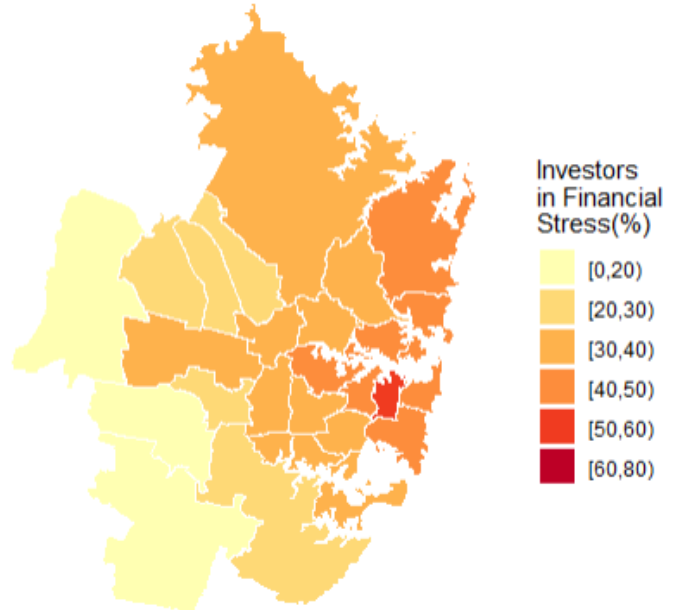 Investors
in Financial
Stress(%)
[0,20)
[20,30)
[30,40)
[40,50)
[50,60)
[60,80)